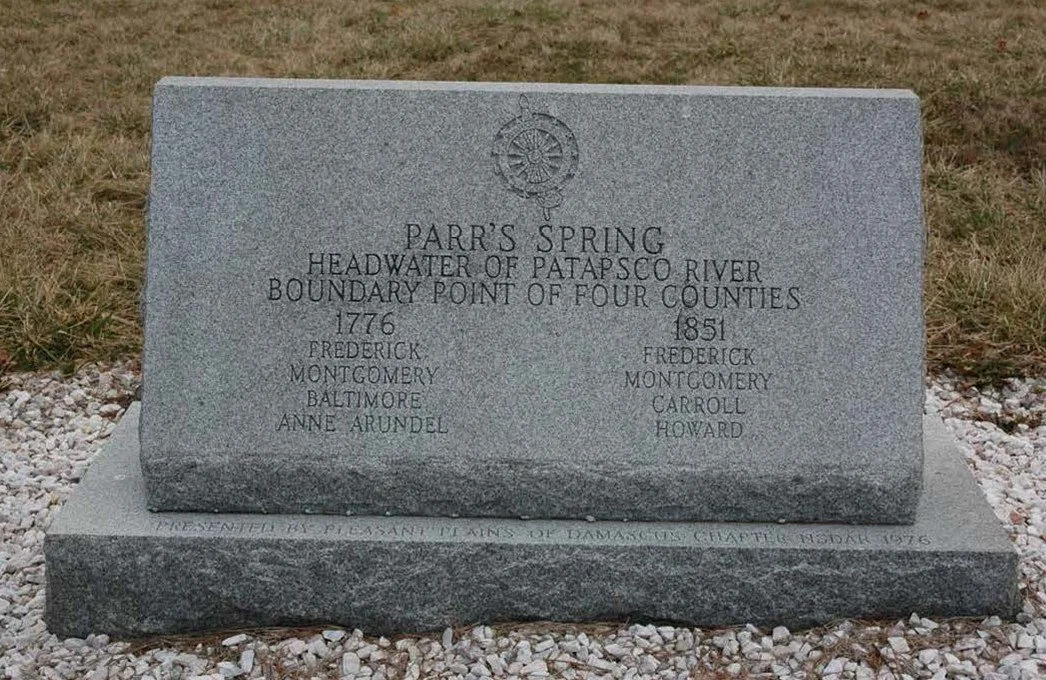 PARR'S SPRING
HEADWATER OF PATAPSCO RIVER
BOUNDARY POINT OF FOUR COUNTIES
1776
FREDERICK
MONTGOMERY
BALTIMORE
ANNE ARUNDEL
1851
FREDERICK
MONTGOMERY
CARROLL
HOWARD
PRESENTED BY PLEASANT PLAINS OF DAMASCUS CHAPTER NSDAR 1976